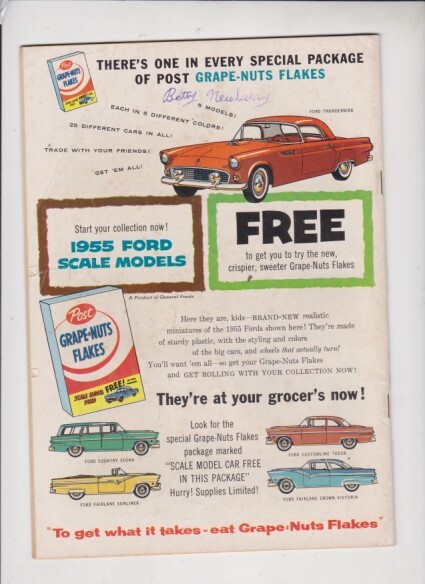 THERE'S ONE IN EVERY SPECIAL PACKAGE
OF POST GRAPE-NUTS FLAKES
Post
GRAPE-NUTS
FLAKES
Betty Newberry
5 MODELS!
EACH IN 5 DIFFERENT COLORS!
25 DIFFERENT CARS IN ALL!
TRADE WITH YOUR FRIENDS!
GET 'EM ALL!
FORD THUNDERBIRD
Start your collection now!
1955 FORD
SCALE MODELS
FREE
to get you to try the new,
crispier, sweeter Grape-Nuts Flakes
A Product of General Foods
Post
GRAPE-NUTS
FLAKES
SCALE MODEL FREE!
FORD
Here they are, kids—BRAND-NEW realistic
miniatures of the 1955 Fords shown here! They're made
of sturdy plastic, with the styling and colors
of the big cars, and wheels that actually turn!
You'll want 'em all—so get your Grape-Nuts Flakes
and GET ROLLING WITH YOUR COLLECTION NOW!
They're at your grocer's now!
Look for the
special Grape-Nuts Flakes
package marked
"SCALE MODEL CAR FREE
IN THIS PACKAGE"
Hurry! Supplies Limited!
FORD COUNTRY SEDAN
FORD FAIRLANE SUNLINER
FORD CUSTOMLINE TUDOR
FORD FAIRLANE CROWN VICTORIA
"To get what it takes-eat Grape-Nuts Flakes"